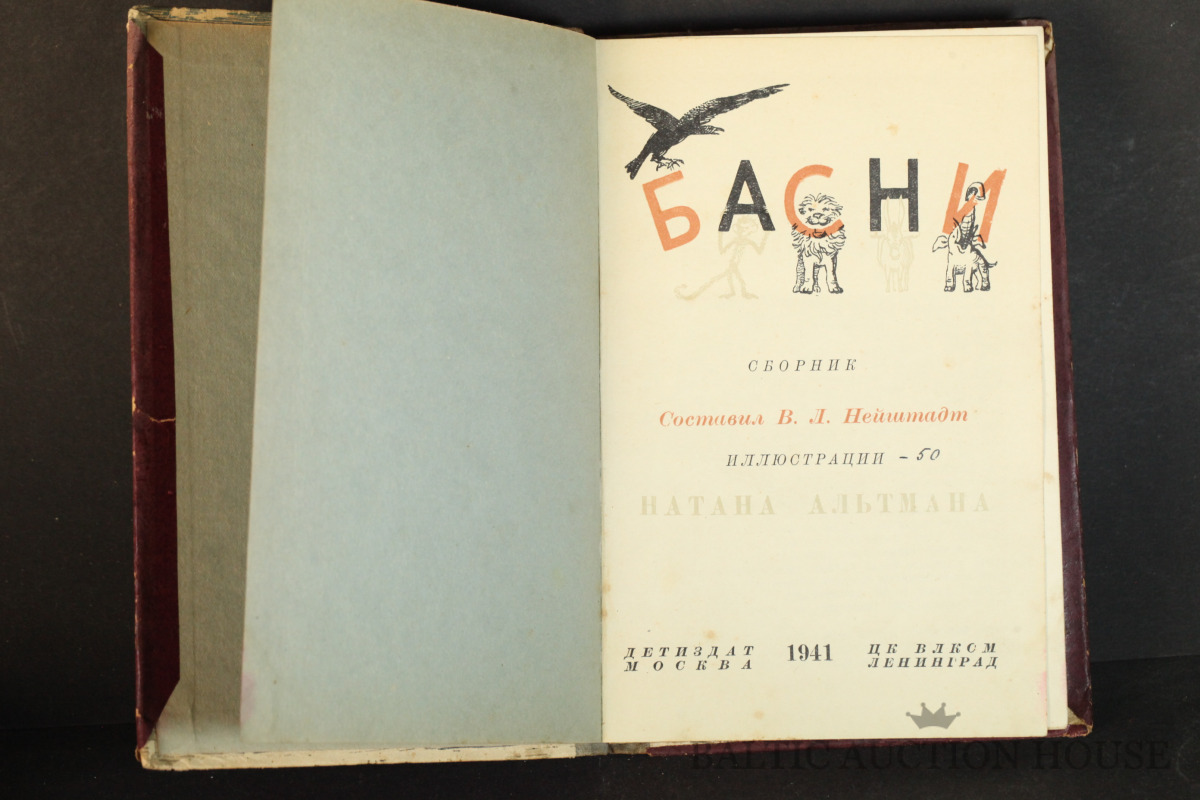 БАСНИ
СБОРНИК
Составил В. Л. Нейштадт
ИЛЛЮСТРАЦИИ – 50
НАТАНА АЛЬТМАНА
ДЕТИЗДАТ 1941 ЦК ВЛКСМ
МОСКВА ЛЕНИНГРАД
BALTIC AUCTION HOUSE